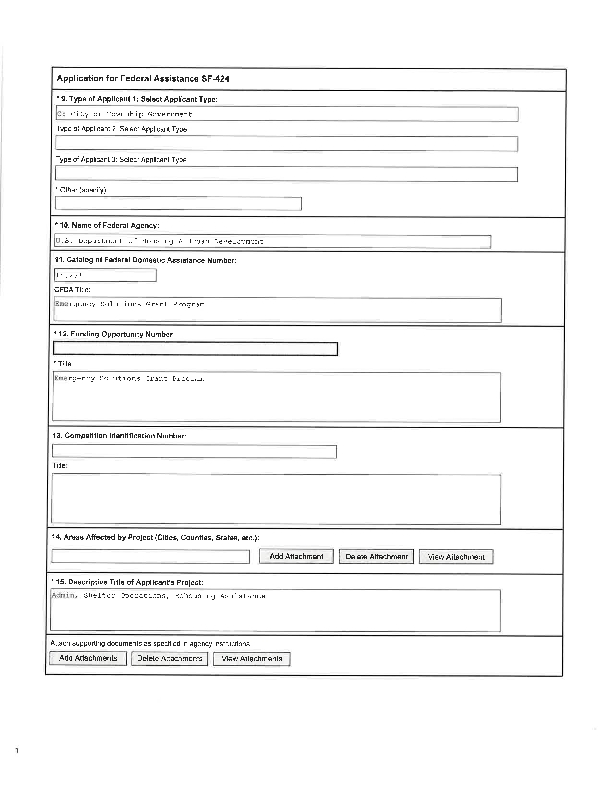 Application for Federal Assistance SF-424
* 9. Type of Applicant 1: Select Applicant Type:
C: City or Township Government
Type of Applicant 2: Select Applicant Type:
Type of Applicant 3: Select Applicant Type:
* Other (specify):
* 10. Name of Federal Agency:
U.S. Department of Housing & Urban Development
11. Catalog of Federal Domestic Assistance Number:
CFDA Title:
Emergency Solutions Grant Program
* 12. Funding Opportunity Number:
* Title:
Emergency Solutions Grant Program
13. Competition Identification Number:
Title:
14. Areas Affected by Project (Cities, Counties, States, etc.):
Add Attachment Delete Attachment View Attachment
* 15. Descriptive Title of Applicant's Project:
Admin, Shelter Operations, Rehousing Assistance
Attach supporting documents as specified in agency instructions.
Add Attachments Delete Attachments View Attachments
1